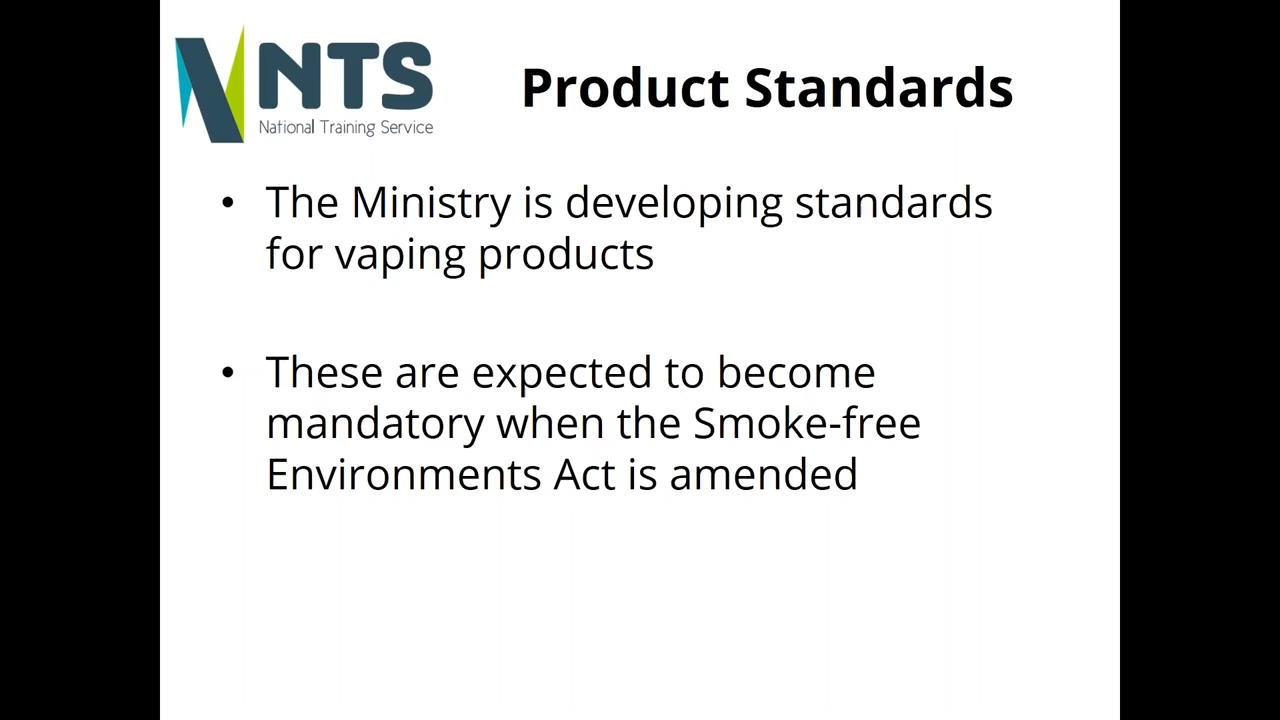 NTS
National Training Service
Product Standards
• The Ministry is developing standards
for vaping products
• These are expected to become
mandatory when the Smoke-free
Environments Act is amended